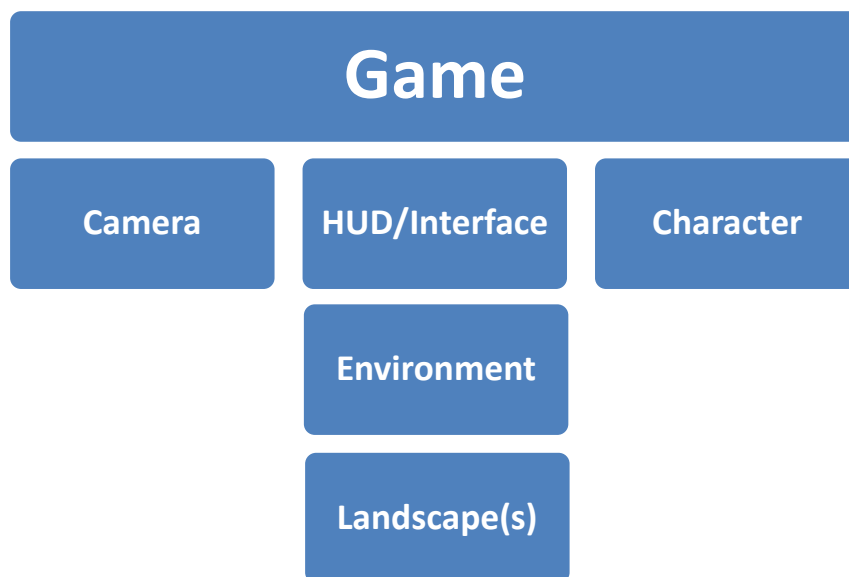 Game
Camera
HUD/Interface
Character
Environment
Landscape(s)